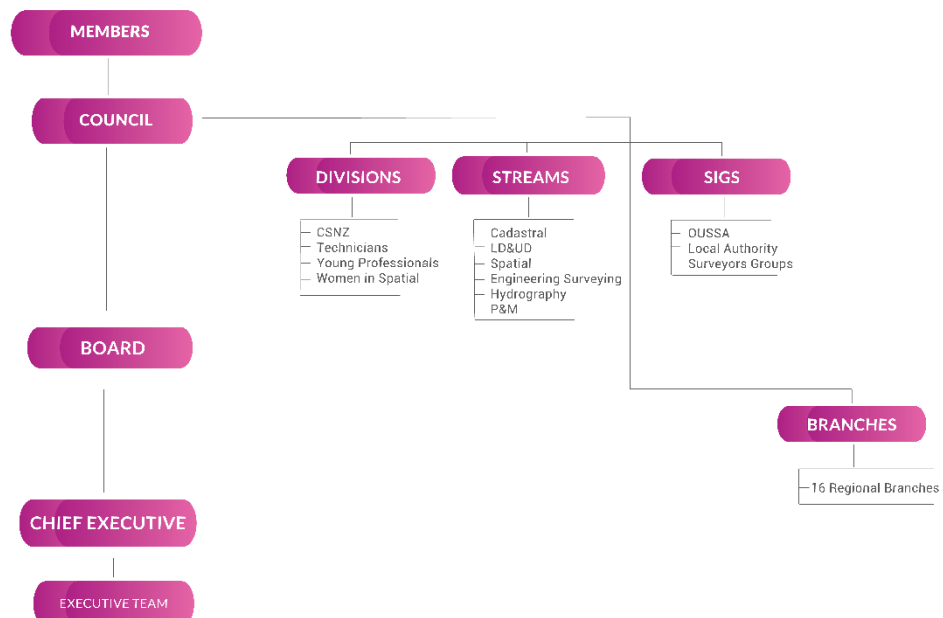 MEMBERS
COUNCIL
DIVISIONS
CSNZ
Technicians
Young Professionals
Women in Spatial
STREAMS
Cadastral
LD&UD
Spatial
Engineering Surveying
Hydrography
P&M
SIGS
OUSSA
Local Authority
Surveyors Groups
BOARD
BRANCHES
16 Regional Branches
CHIEF EXECUTIVE
EXECUTIVE TEAM